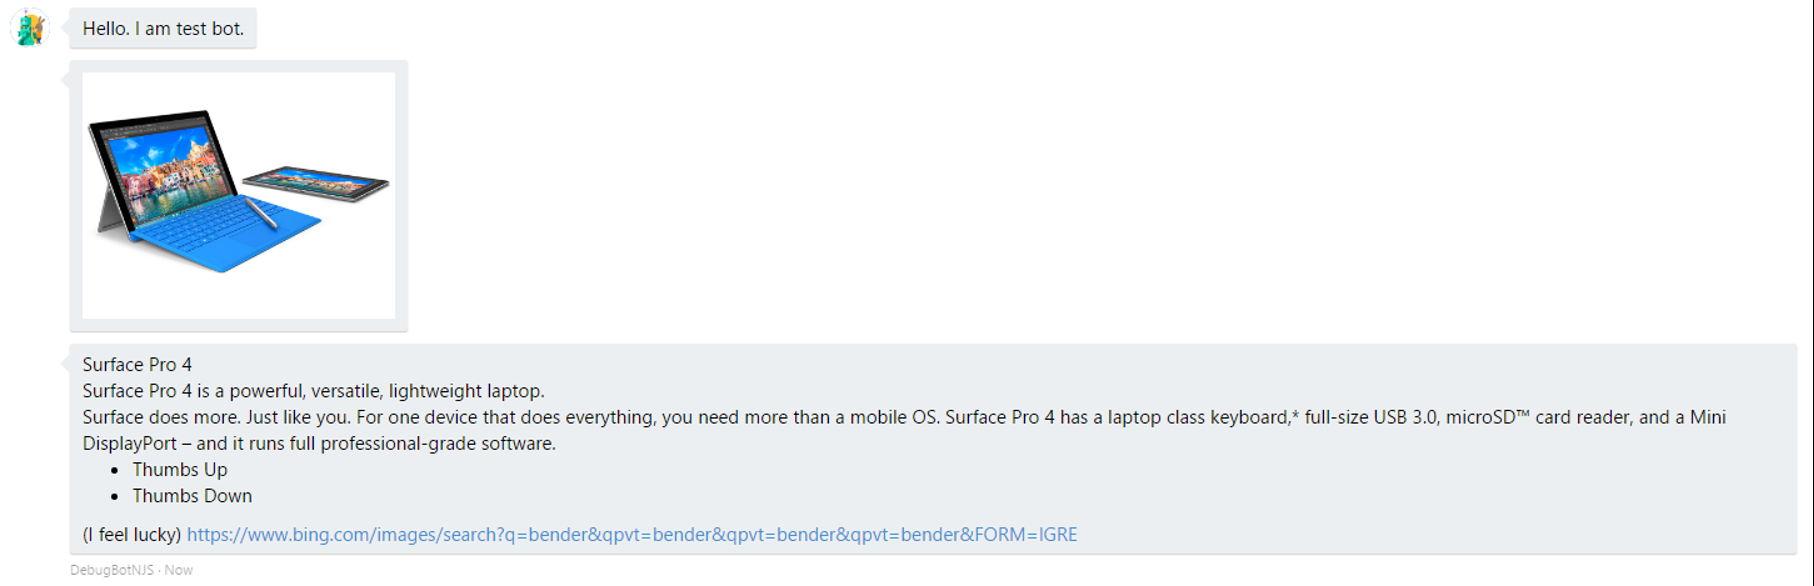 Hello. I am test bot.
Surface Pro 4
Surface Pro 4 is a powerful, versatile, lightweight laptop.
Surface does more. Just like you. For one device that does everything, you need more than a mobile OS. Surface Pro 4 has a laptop class keyboard,* full-size USB 3.0, microSD™ card reader, and a Mini
DisplayPort – and it runs full professional-grade software.
• Thumbs Up
• Thumbs Down
(I feel lucky) https://www.bing.com/images/search?q=bender&qpvt=bender&qpvt=bender&qpvt=bender&FORM=IGRE
DebugBotNJS · Now